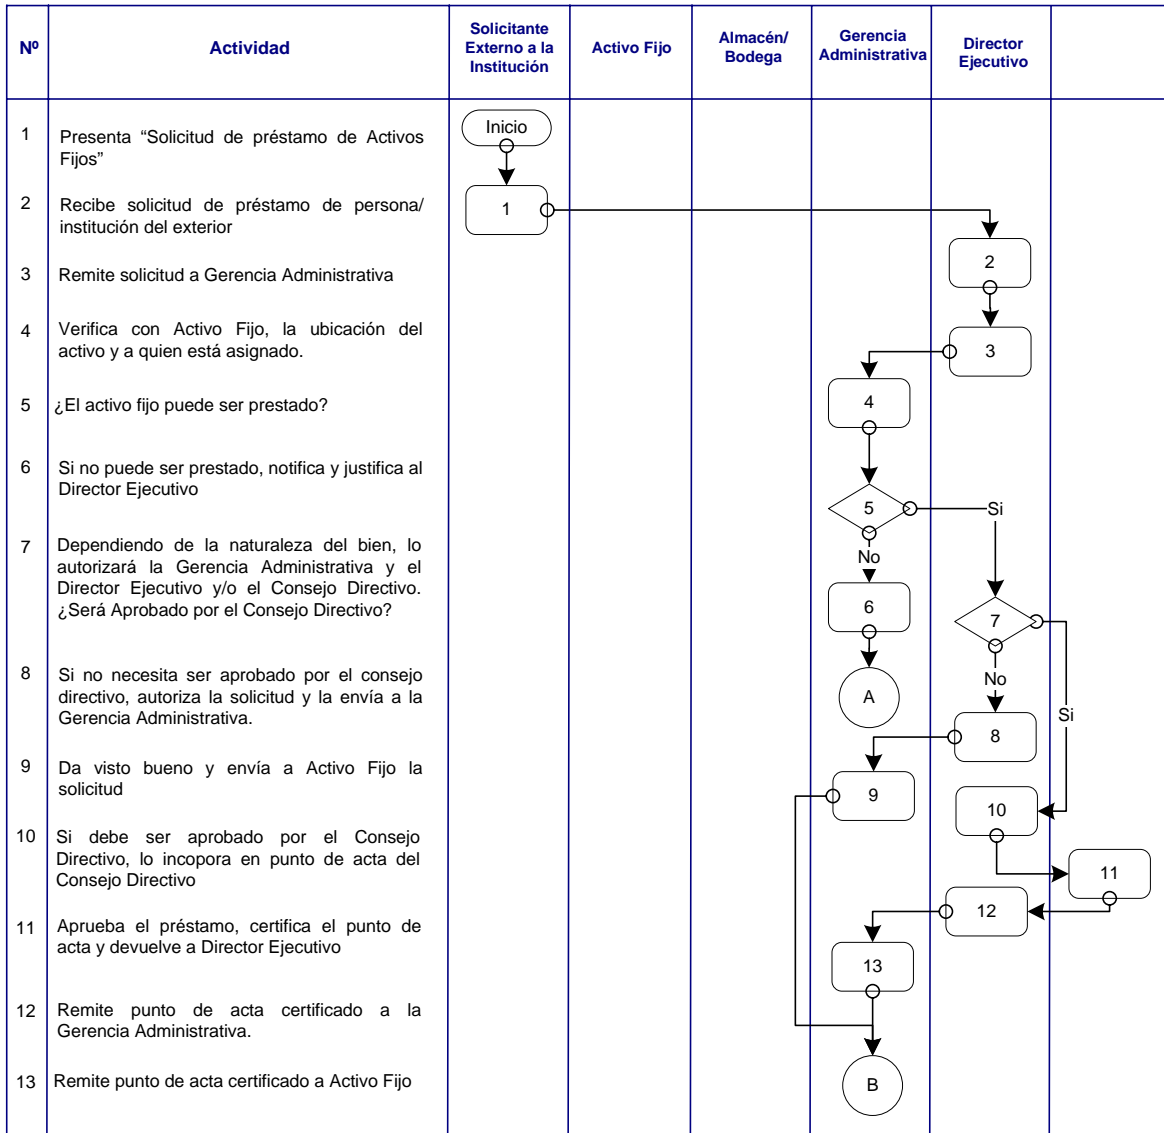 Nº
Actividad
Solicitante
Externo a la
Institución
Activo Fijo
Almacén/
Bodega
Gerencia
Administrativa
Director
Ejecutivo
1
Presenta “Solicitud de préstamo de Activos
Fijos”
2
Recibe solicitud de préstamo de persona/
institución del exterior
3
Remite solicitud a Gerencia Administrativa
4
Verifica con Activo Fijo, la ubicación del
activo y a quien está asignado.
5
¿El activo fijo puede ser prestado?
6
Si no puede ser prestado, notifica y justifica al
Director Ejecutivo
7
Dependiendo de la naturaleza del bien, lo
autorizará la Gerencia Administrativa y el
Director Ejecutivo y/o el Consejo Directivo.
¿Será Aprobado por el Consejo Directivo?
8
Si no necesita ser aprobado por el consejo
directivo, autoriza la solicitud y la envía a la
Gerencia Administrativa.
9
Da visto bueno y envía a Activo Fijo la
solicitud
10
Si debe ser aprobado por el Consejo
Directivo, lo incopora en punto de acta del
Consejo Directivo
11
Aprueba el préstamo, certifica el punto de
acta y devuelve a Director Ejecutivo
12
Remite punto de acta certificado a la
Gerencia Administrativa.
13
Remite punto de acta certificado a Activo Fijo
Inicio
1
2
3
4
5
Si
No
6
7
A
No
Si
8
9
10
11
12
13
B